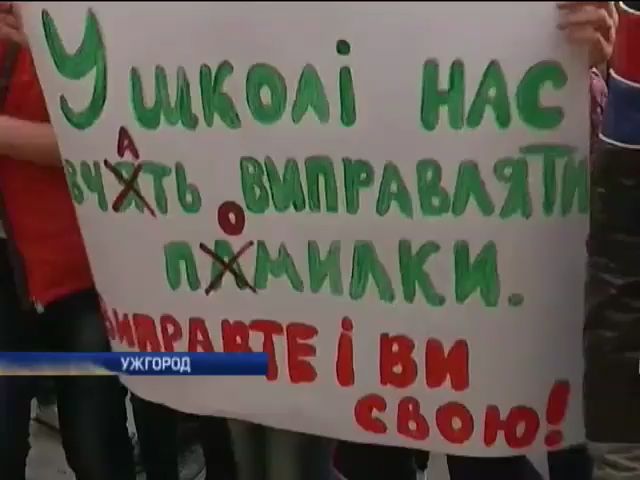 У ШКОЛІ НАС
ВЧАТЬ ВИПРАВЛЯТИ
ПОМИЛКИ.
ВИПРАВТЕ І ВИ
СВОЮ!
УЖГОРОД